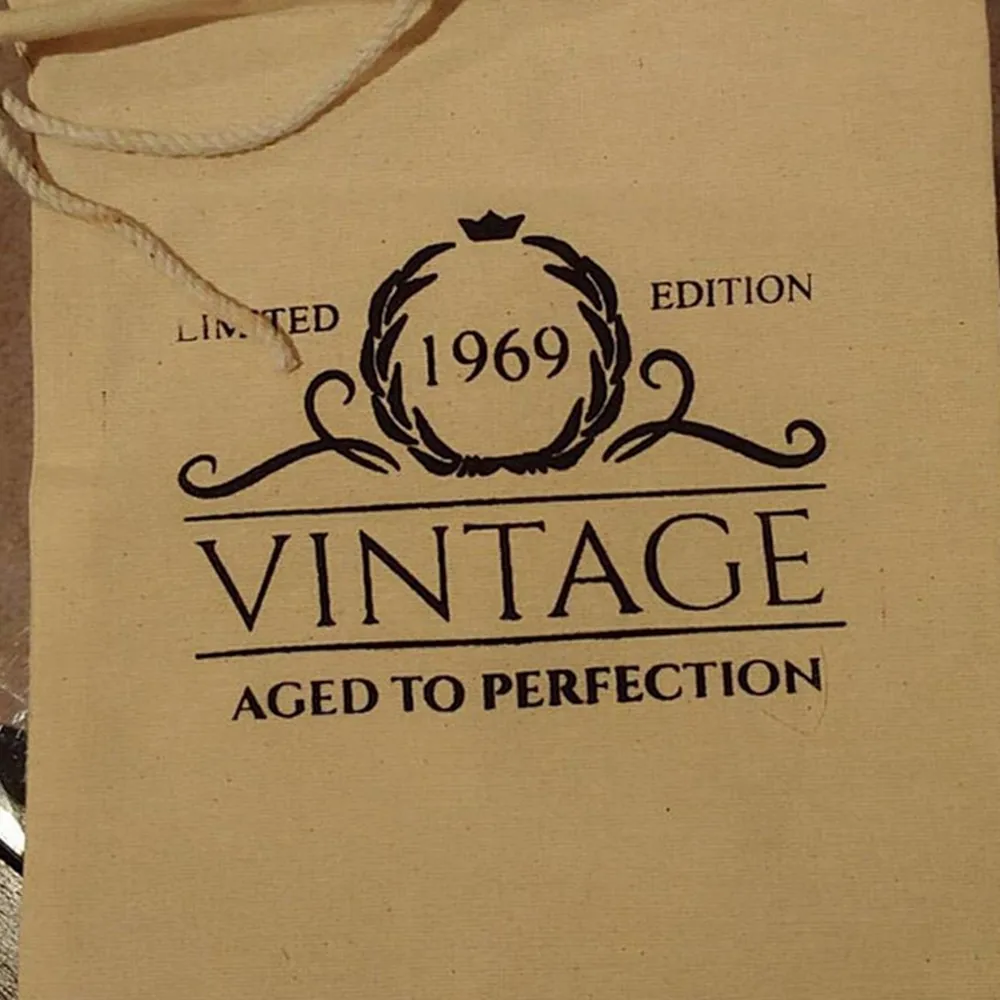 LIMITED EDITION
1969
VINTAGE
AGED TO PERFECTION